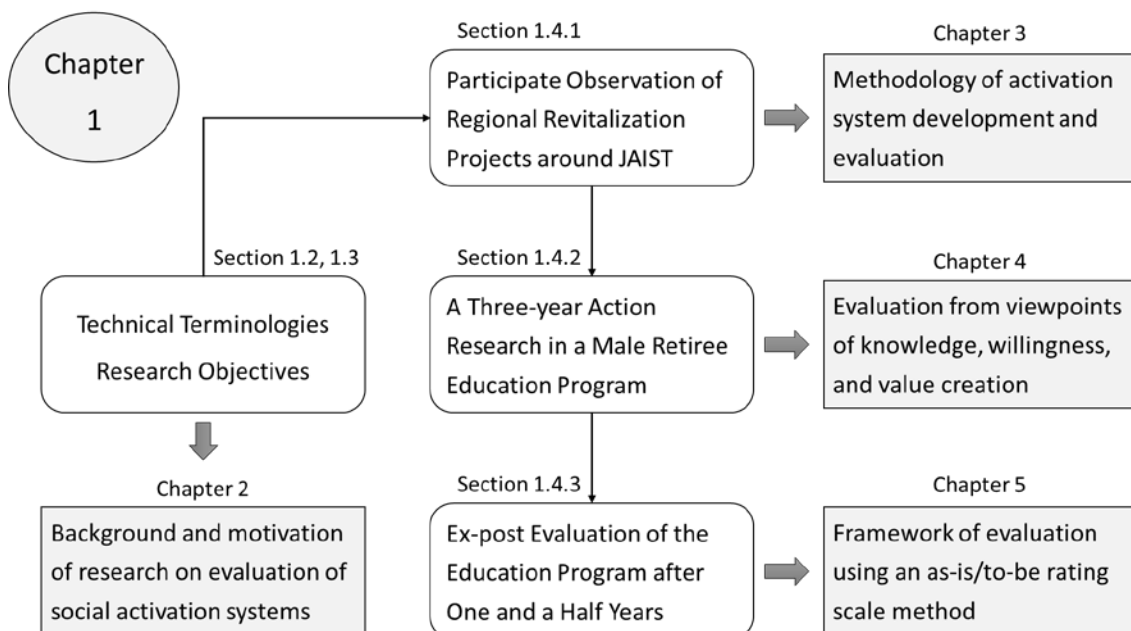 Chapter
1
Section 1.2, 1.3
Technical Terminologies
Research Objectives
Chapter 2
Background and motivation
of research on evaluation of
social activation systems
Section 1.4.1
Participate Observation of
Regional Revitalization
Projects around JAIST
Chapter 3
Methodology of activation
system development and
evaluation
Section 1.4.2
A Three-year Action
Research in a Male Retiree
Education Program
Chapter 4
Evaluation from viewpoints
of knowledge, willingness,
and value creation
Section 1.4.3
Ex-post Evaluation of the
Education Program after
One and a Half Years
Chapter 5
Framework of evaluation
using an as-is/to-be rating
scale method